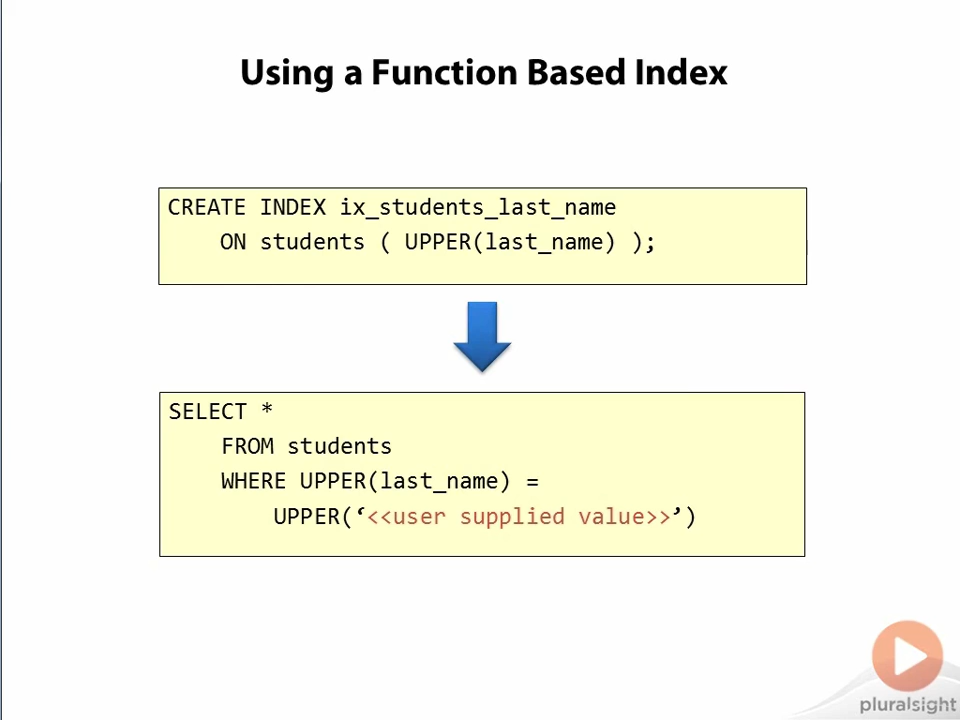 Using a Function Based Index
CREATE INDEX ix_students_last_name
ON students ( UPPER(last_name) );
SELECT *
FROM students
WHERE UPPER(last_name) =
UPPER(‘<<user supplied value>>’)
pluralsight